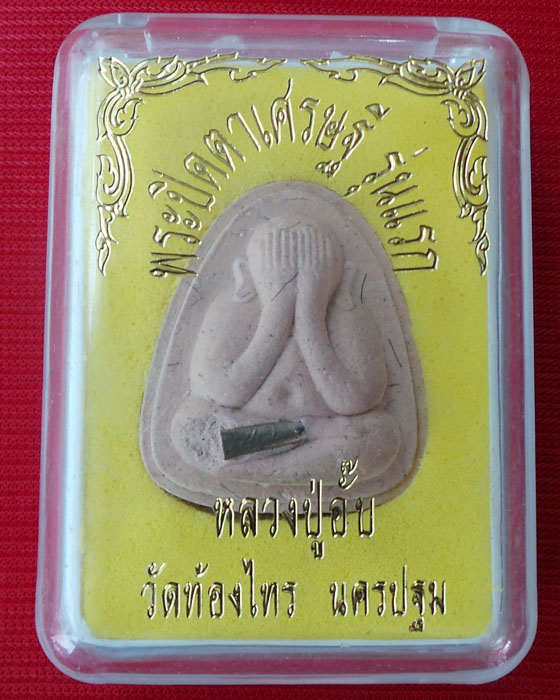 พระปิดตาเศรษฐี รุ่นแรก
หลวงปู่อั๊บ
วัดท้องไทร นครปฐม